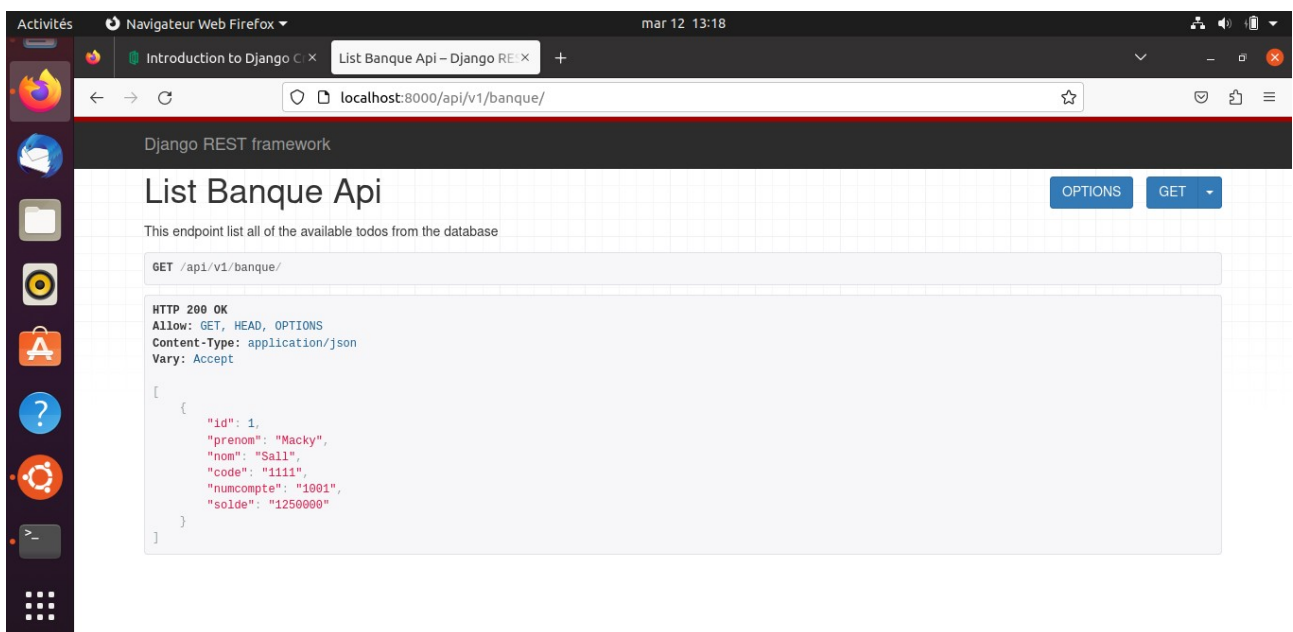 Activités Navigateur Web Firefox mar 12 13:18
Introduction to Django C List Banque Api – Django RES
localhost:8000/api/v1/banque/
Django REST framework
List Banque Api OPTIONS GET
This endpoint list all of the available todos from the database
GET /api/v1/banque/
HTTP 200 OK
Allow: GET, HEAD, OPTIONS
Content-Type: application/json
Vary: Accept
[
{
"id": 1,
"prenom": "Macky",
"nom": "Sall",
"code": "1111",
"numcompte": "1001",
"solde": "1250000"
}
]